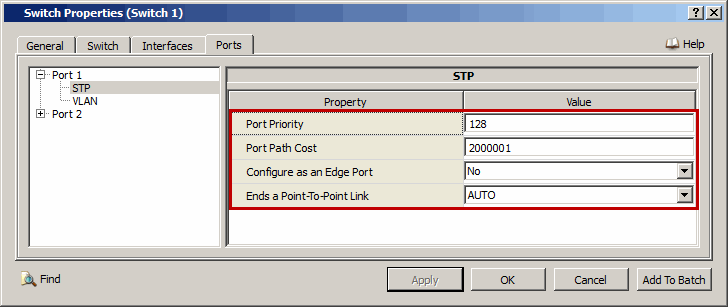 Switch Properties (Switch 1)
General Switch Interfaces Ports
Help
Port 1
STP
VLAN
Port 2
STP
Property Value
Port Priority 128
Port Path Cost 2000001
Configure as an Edge Port No
Ends a Point-To-Point Link AUTO
Find
Apply OK Cancel Add To Batch